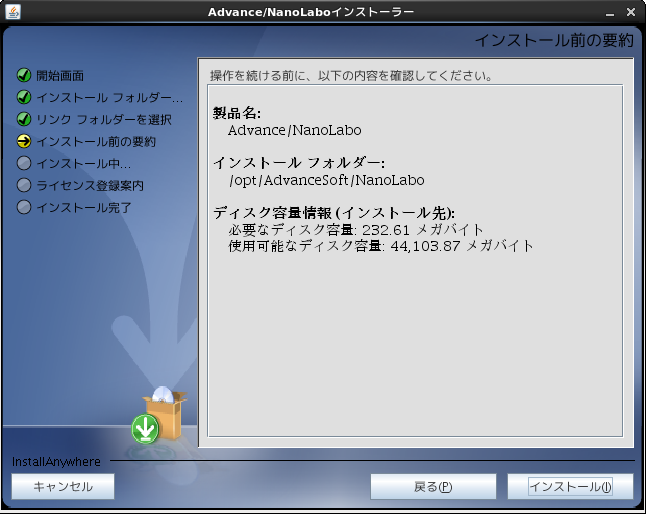 Advance/NanoLaboインストーラー
インストール前の要約
開始画面
インストール フォルダー...
リンク フォルダーを選択
インストール前の要約
インストール中...
ライセンス登録案内
インストール完了
操作を続ける前に、以下の内容を確認してください。
製品名:
Advance/NanoLabo
インストール フォルダー:
/opt/AdvanceSoft/NanoLabo
ディスク容量情報 (インストール先):
必要なディスク容量: 232.61 メガバイト
使用可能なディスク容量: 44,103.87 メガバイト
InstallAnywhere
キャンセル
戻る(P)
インストール(I)